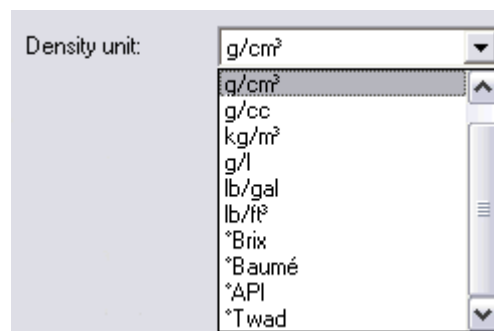 Density unit: g/cm³
g/cm³
g/cc
kg/m³
g/l
lb/gal
lb/ft³
°Brix
°Baumé
°API
°Twad